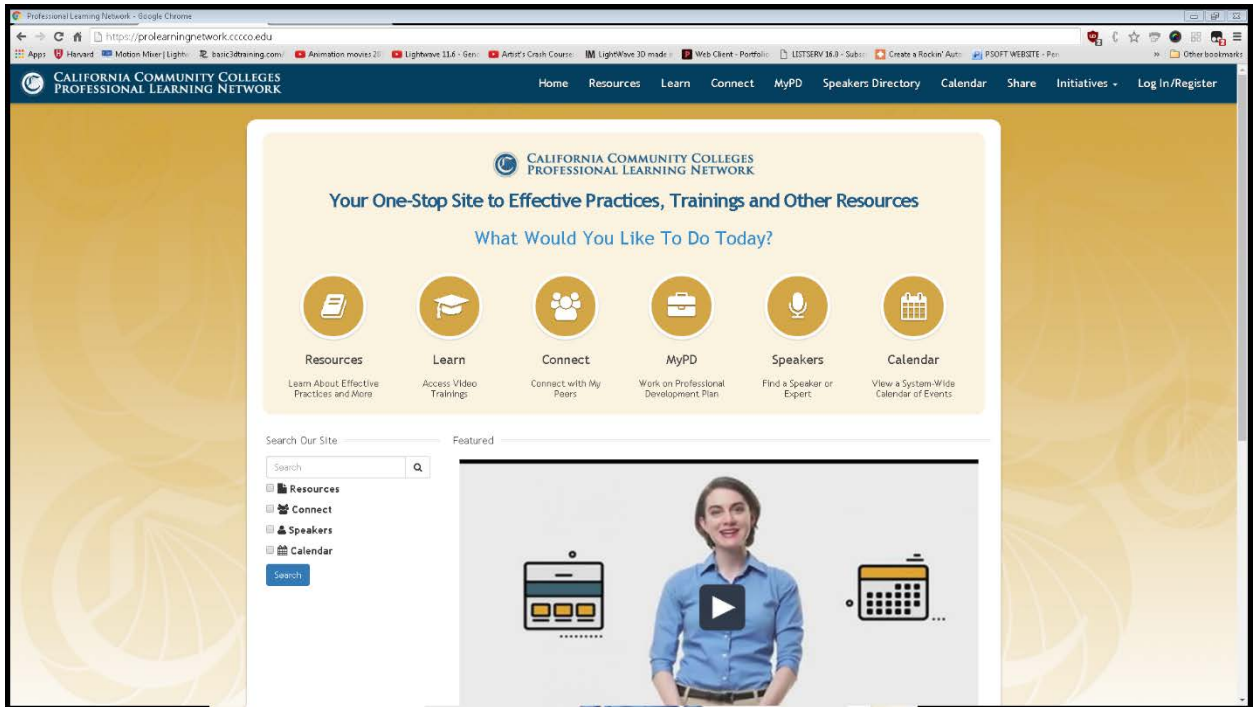 Professional Learning Network - Google Chrome
https://prolearningnetwork.cccco.edu
Apps Harvard Motion Mixer | Lightw basic3dtraining.com/ Animation movies 20 Lightwave 11.6 - Gen Artist's Crash Course LightWave 3D made Web Client - Portfolio LISTSERV 16.0 - Subsc Create a Rockin' Auto PSOFT WEBSITE - Pen » Other bookmarks
CALIFORNIA COMMUNITY COLLEGES
PROFESSIONAL LEARNING NETWORK
Home Resources Learn Connect MyPD Speakers Directory Calendar Share Initiatives Log In/Register
CALIFORNIA COMMUNITY COLLEGES
PROFESSIONAL LEARNING NETWORK
Your One-Stop Site to Effective Practices, Trainings and Other Resources
What Would You Like To Do Today?
Resources Learn Connect MyPD Speakers Calendar
Learn About Effective Access Video Connect with My Work on Professional Find a Speaker or View a System-Wide
Practices and More Trainings Peers Development Plan Expert Calendar of Events
Search Our Site Featured
Search
Resources
Connect
Speakers
Calendar
Search